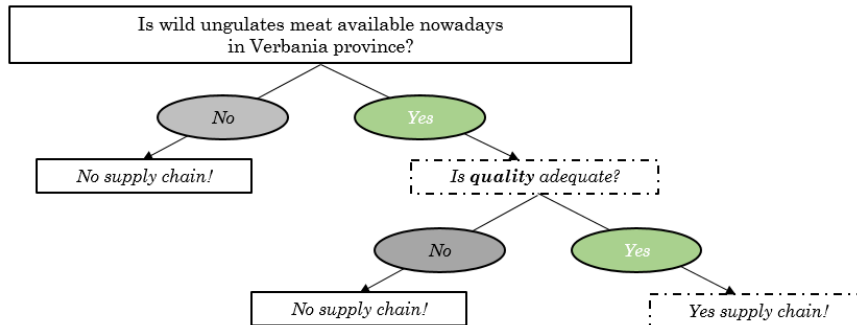 Is wild ungulates meat available nowadays
in Verbania province?
No
Yes
No supply chain!
Is quality adequate?
No
Yes
No supply chain!
Yes supply chain!